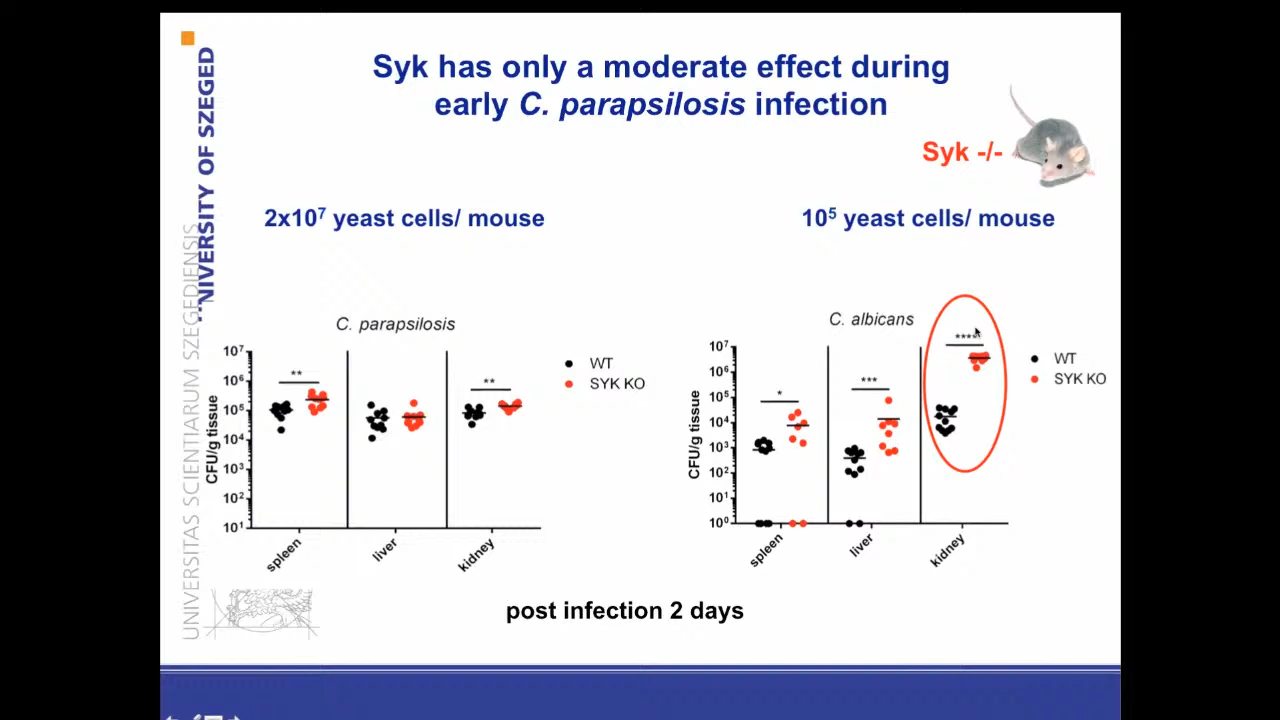 Syk has only a moderate effect during
early C. parapsilosis infection
Syk -/-
UNIVERSITAS SCIENTIARUM SZEGEDIENSIS
UNIVERSITY OF SZEGED
2x10⁷ yeast cells/ mouse
10⁵ yeast cells/ mouse
C. parapsilosis
CFU/g tissue
10⁷
10⁶
10⁵
10⁴
10³
10²
10¹
**
**
spleen
liver
kidney
WT
SYK KO
C. albicans
CFU/g tissue
10⁷
10⁶
10⁵
10⁴
10³
10²
10¹
10⁰
*
***
****
spleen
liver
kidney
WT
SYK KO
post infection 2 days